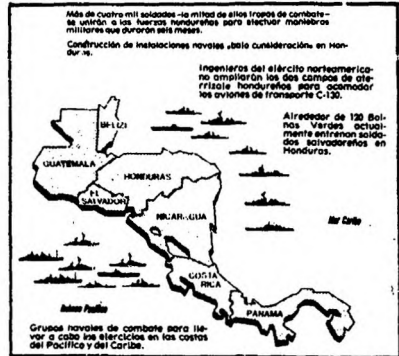 Más de cuatro mil soldados -la mitad de ellos tropas de combate-
se unirán a las fuerzas hondureñas para efectuar maniobras
militares que durarán seis meses.
Construcción de instalaciones navales «bajo consideración» en Hon-
duras.
Ingenieros del ejército norteamerica-
no ampliarán los dos campos de ate-
rrizaje hondureños para acomodar
los aviones de transporte C-130.
Alrededor de 120 Boi-
nas Verdes actual-
mente entrenan solda-
dos salvadoreños en
Honduras.
BELIZE
GUATEMALA
HONDURAS
EL
SALVADOR
NICARAGUA
Mar Caribe
COSTA
RICA
PANAMA
Océano Pacífico
Grupos navales de combate para lle-
var a cabo los ejercicios en las costas
del Pacífico y del Caribe.